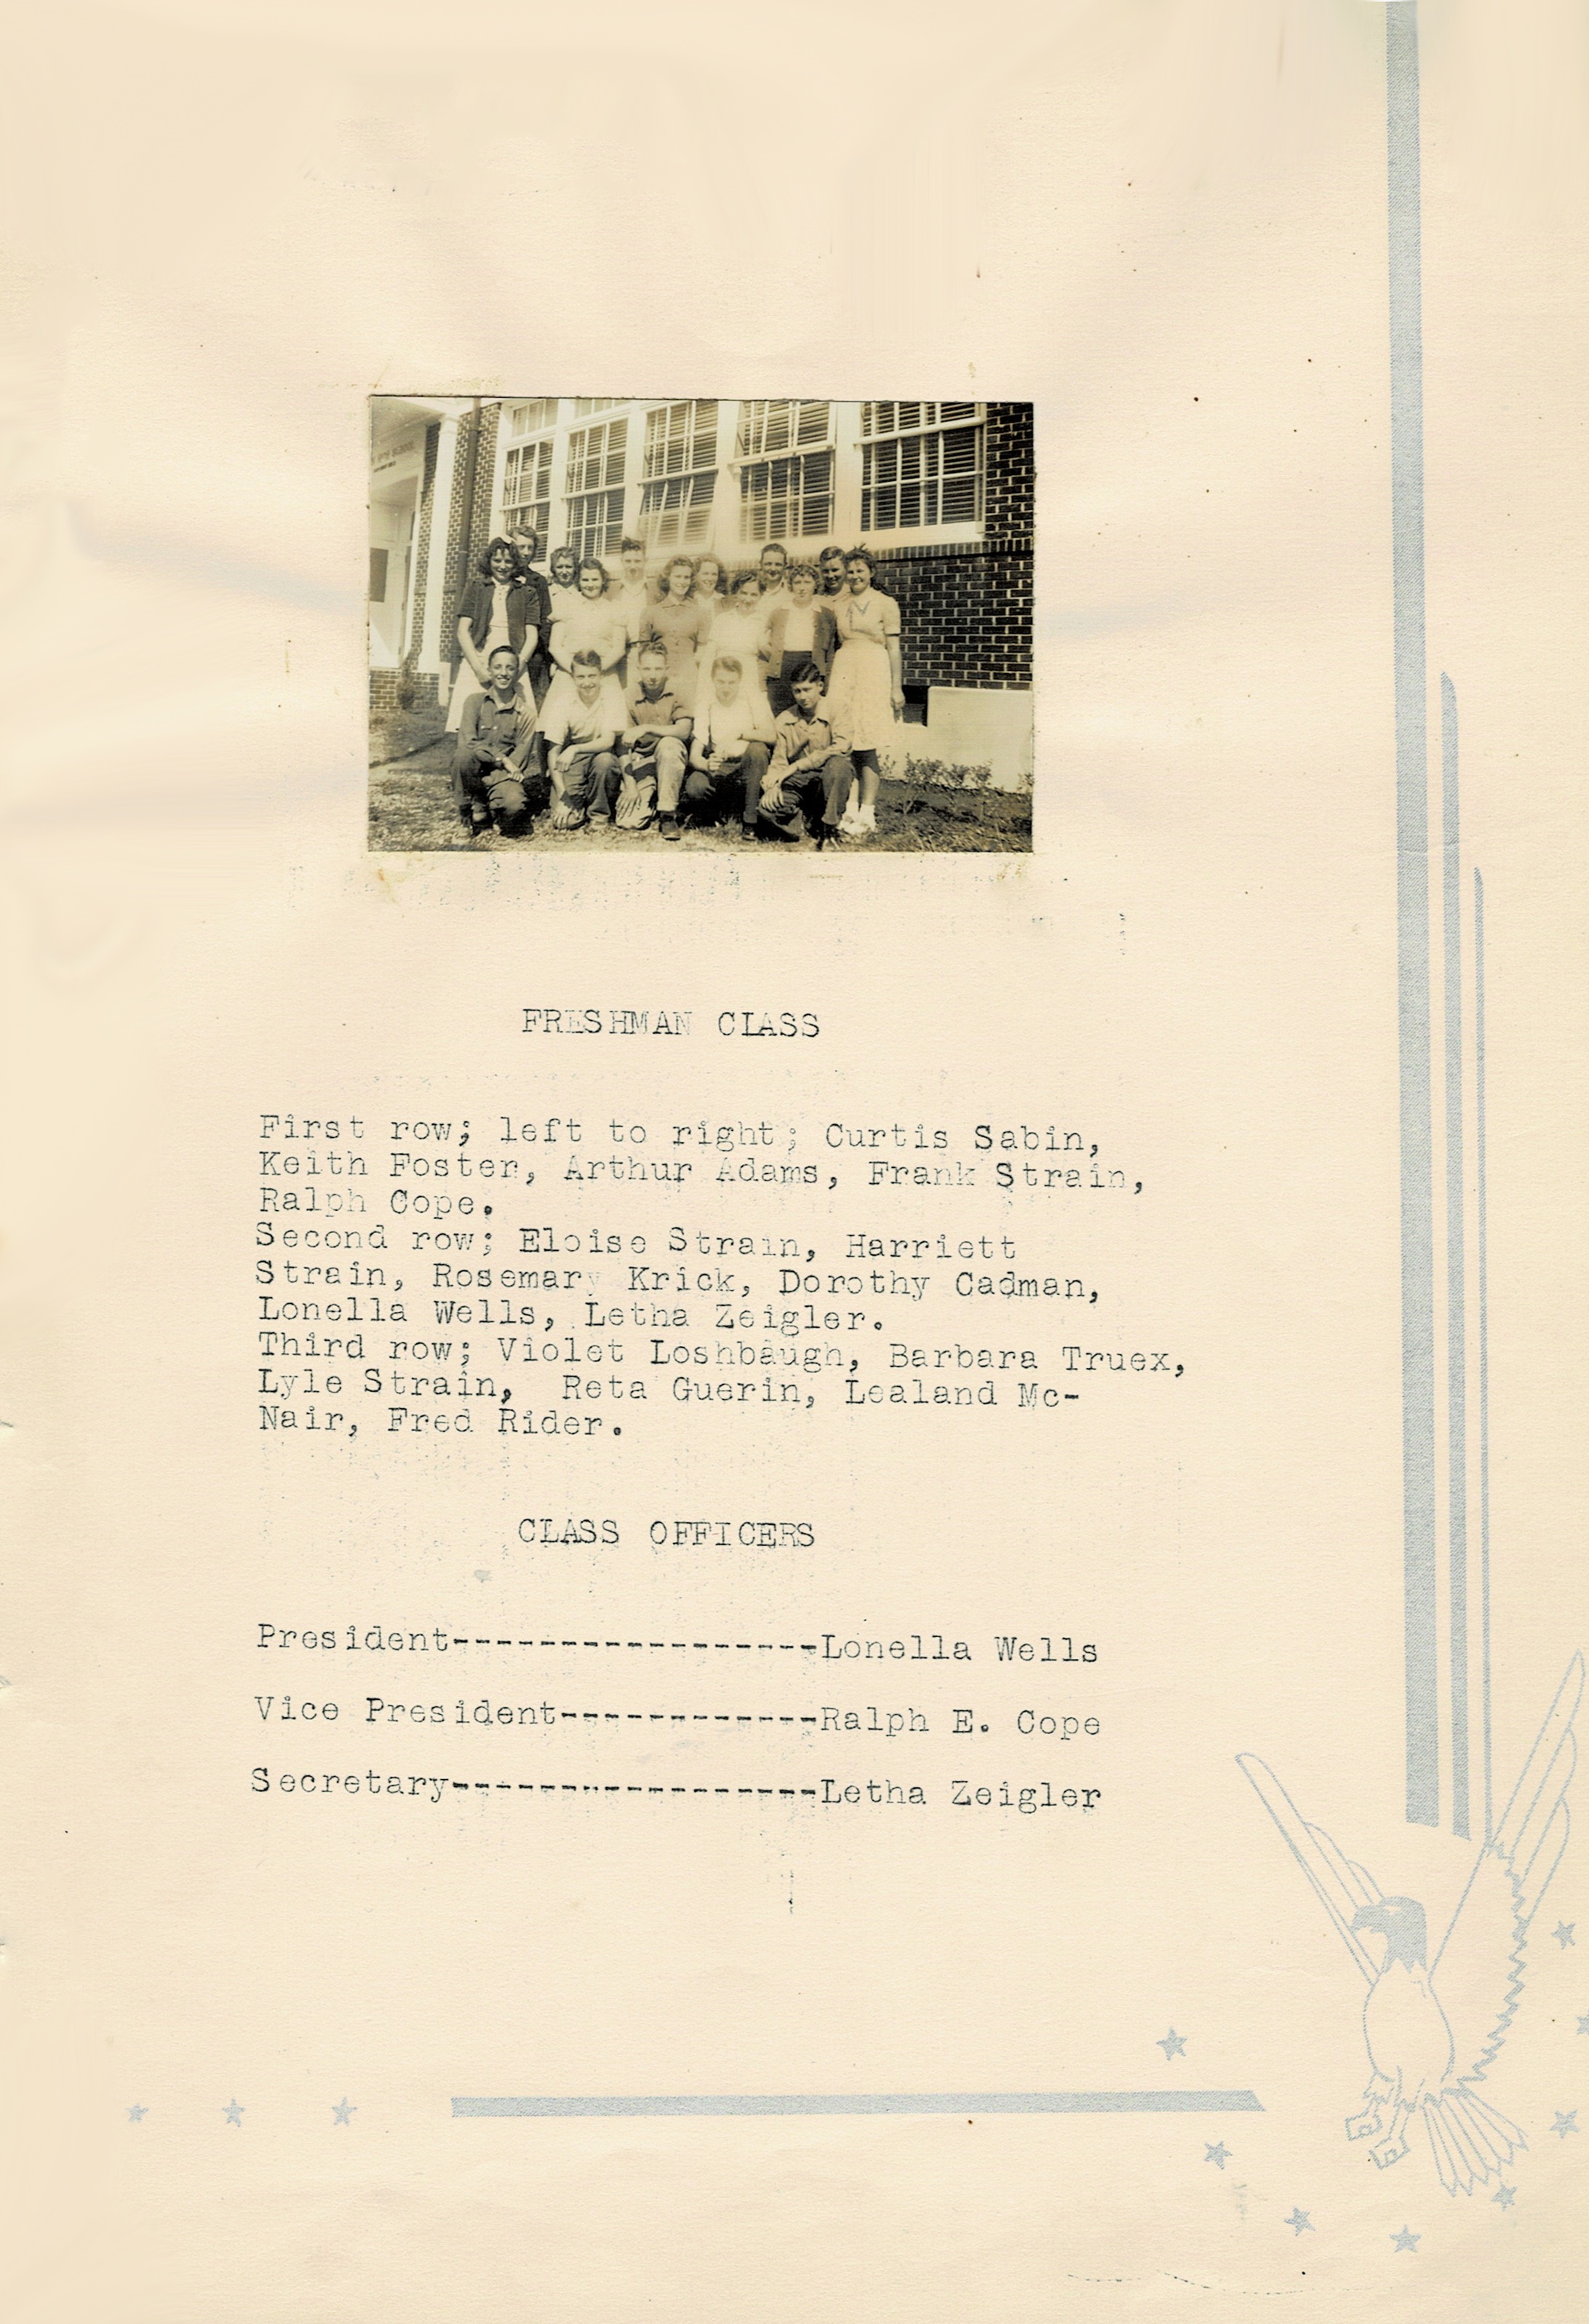 FRESHMAN CLASS
First row; left to right; Curtis Sabin,
Keith Foster, Arthur Adams, Frank Strain,
Ralph Cope.
Second row; Eloise Strain, Harriett
Strain, Rosemary Krick, Dorothy Cadman,
Lonella Wells, Letha Zeigler.
Third row; Violet Loshbaugh, Barbara Truex,
Lyle Strain, Reta Guerin, Lealand Mc-
Nair, Fred Rider.
CLASS OFFICERS
President-----------------Lonella Wells
Vice President------------Ralph E. Cope
Secretary-----------------Letha Zeigler